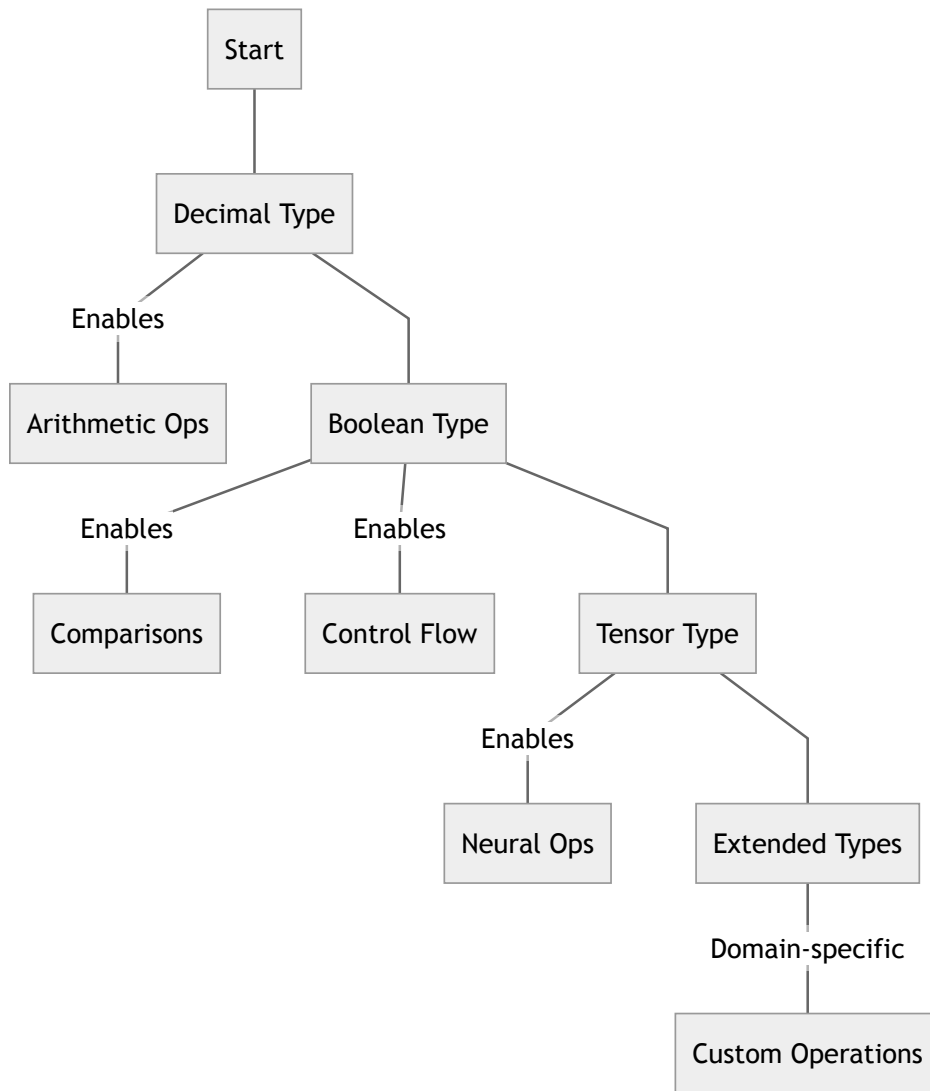 Start
Decimal Type
Enables
Arithmetic Ops
Boolean Type
Enables
Enables
Comparisons
Control Flow
Tensor Type
Enables
Neural Ops
Extended Types
Domain-specific
Custom Operations